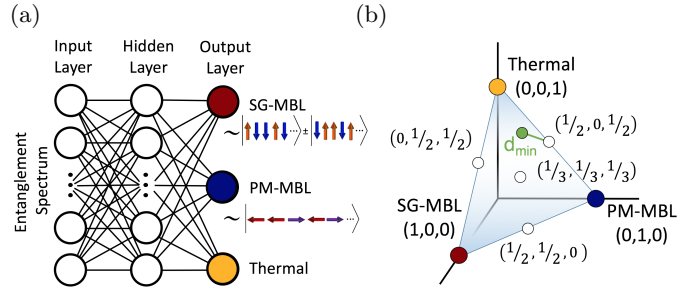 (a)
Input
Layer
Hidden
Layer
Output
Layer
Entanglement
Spectrum
SG-MBL
~|↑↓↓↑↓⋯⟩±|↓↑↑↓↑⋯⟩
PM-MBL
~|←←→←→⋯⟩
Thermal
(b)
Thermal
(0,0,1)
(0,1/2,1/2)
(1/2,0,1/2)
d_min
(1/3,1/3,1/3)
SG-MBL
(1,0,0)
PM-MBL
(0,1,0)
(1/2,1/2,0)